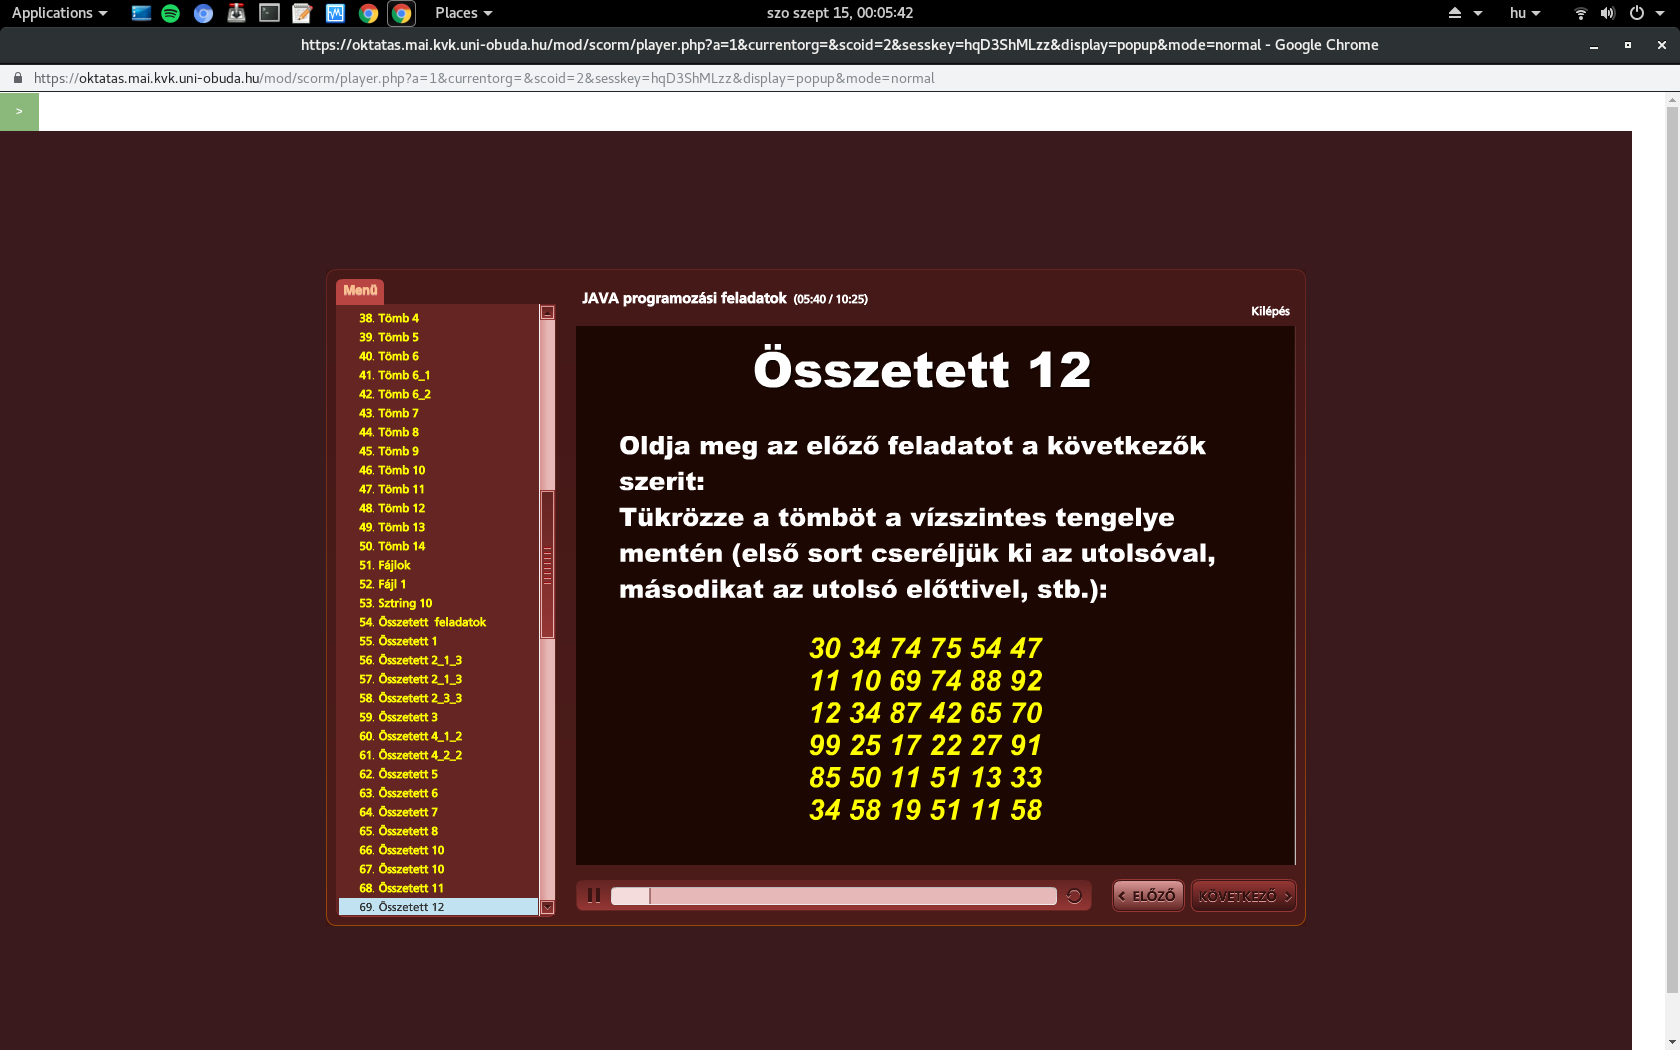 Applications
Places
szo szept 15, 00:05:42
hu
https://oktatas.mai.kvk.uni-obuda.hu/mod/scorm/player.php?a=1&currentorg=&scoid=2&sesskey=hqD3ShMLzz&display=popup&mode=normal - Google Chrome
https://oktatas.mai.kvk.uni-obuda.hu/mod/scorm/player.php?a=1&currentorg=&scoid=2&sesskey=hqD3ShMLzz&display=popup&mode=normal
>
Menü
38. Tömb 4
39. Tömb 5
40. Tömb 6
41. Tömb 6_1
42. Tömb 6_2
43. Tömb 7
44. Tömb 8
45. Tömb 9
46. Tömb 10
47. Tömb 11
48. Tömb 12
49. Tömb 13
50. Tömb 14
51. Fájlok
52. Fájl 1
53. Sztring 10
54. Összetett feladatok
55. Összetett 1
56. Összetett 2_1_3
57. Összetett 2_1_3
58. Összetett 2_3_3
59. Összetett 3
60. Összetett 4_1_2
61. Összetett 4_2_2
62. Összetett 5
63. Összetett 6
64. Összetett 7
65. Összetett 8
66. Összetett 10
67. Összetett 10
68. Összetett 11
69. Összetett 12
JAVA programozási feladatok (05:40 / 10:25)
Kilépés
Összetett 12
Oldja meg az előző feladatot a következők
szerit:
Tükrözze a tömböt a vízszintes tengelye
mentén (első sort cseréljük ki az utolsóval,
másodikat az utolsó előttivel, stb.):
30 34 74 75 54 47
11 10 69 74 88 92
12 34 87 42 65 70
99 25 17 22 27 91
85 50 11 51 13 33
34 58 19 51 11 58
< ELŐZŐ
KÖVETKEZŐ >